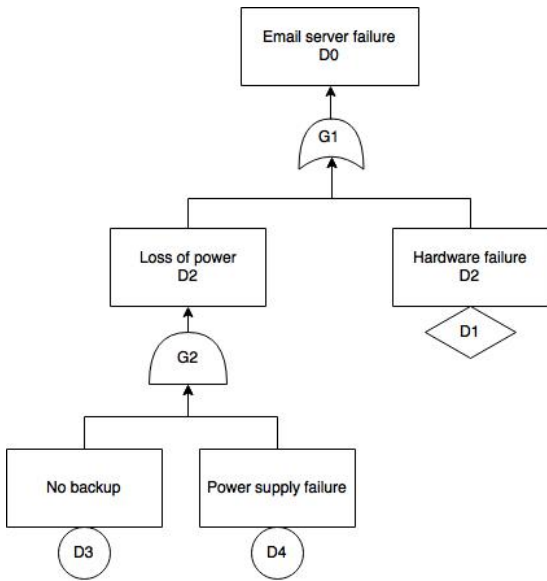 Email server failure
D0
G1
Loss of power
D2
Hardware failure
D2
D1
G2
No backup
Power supply failure
D3
D4